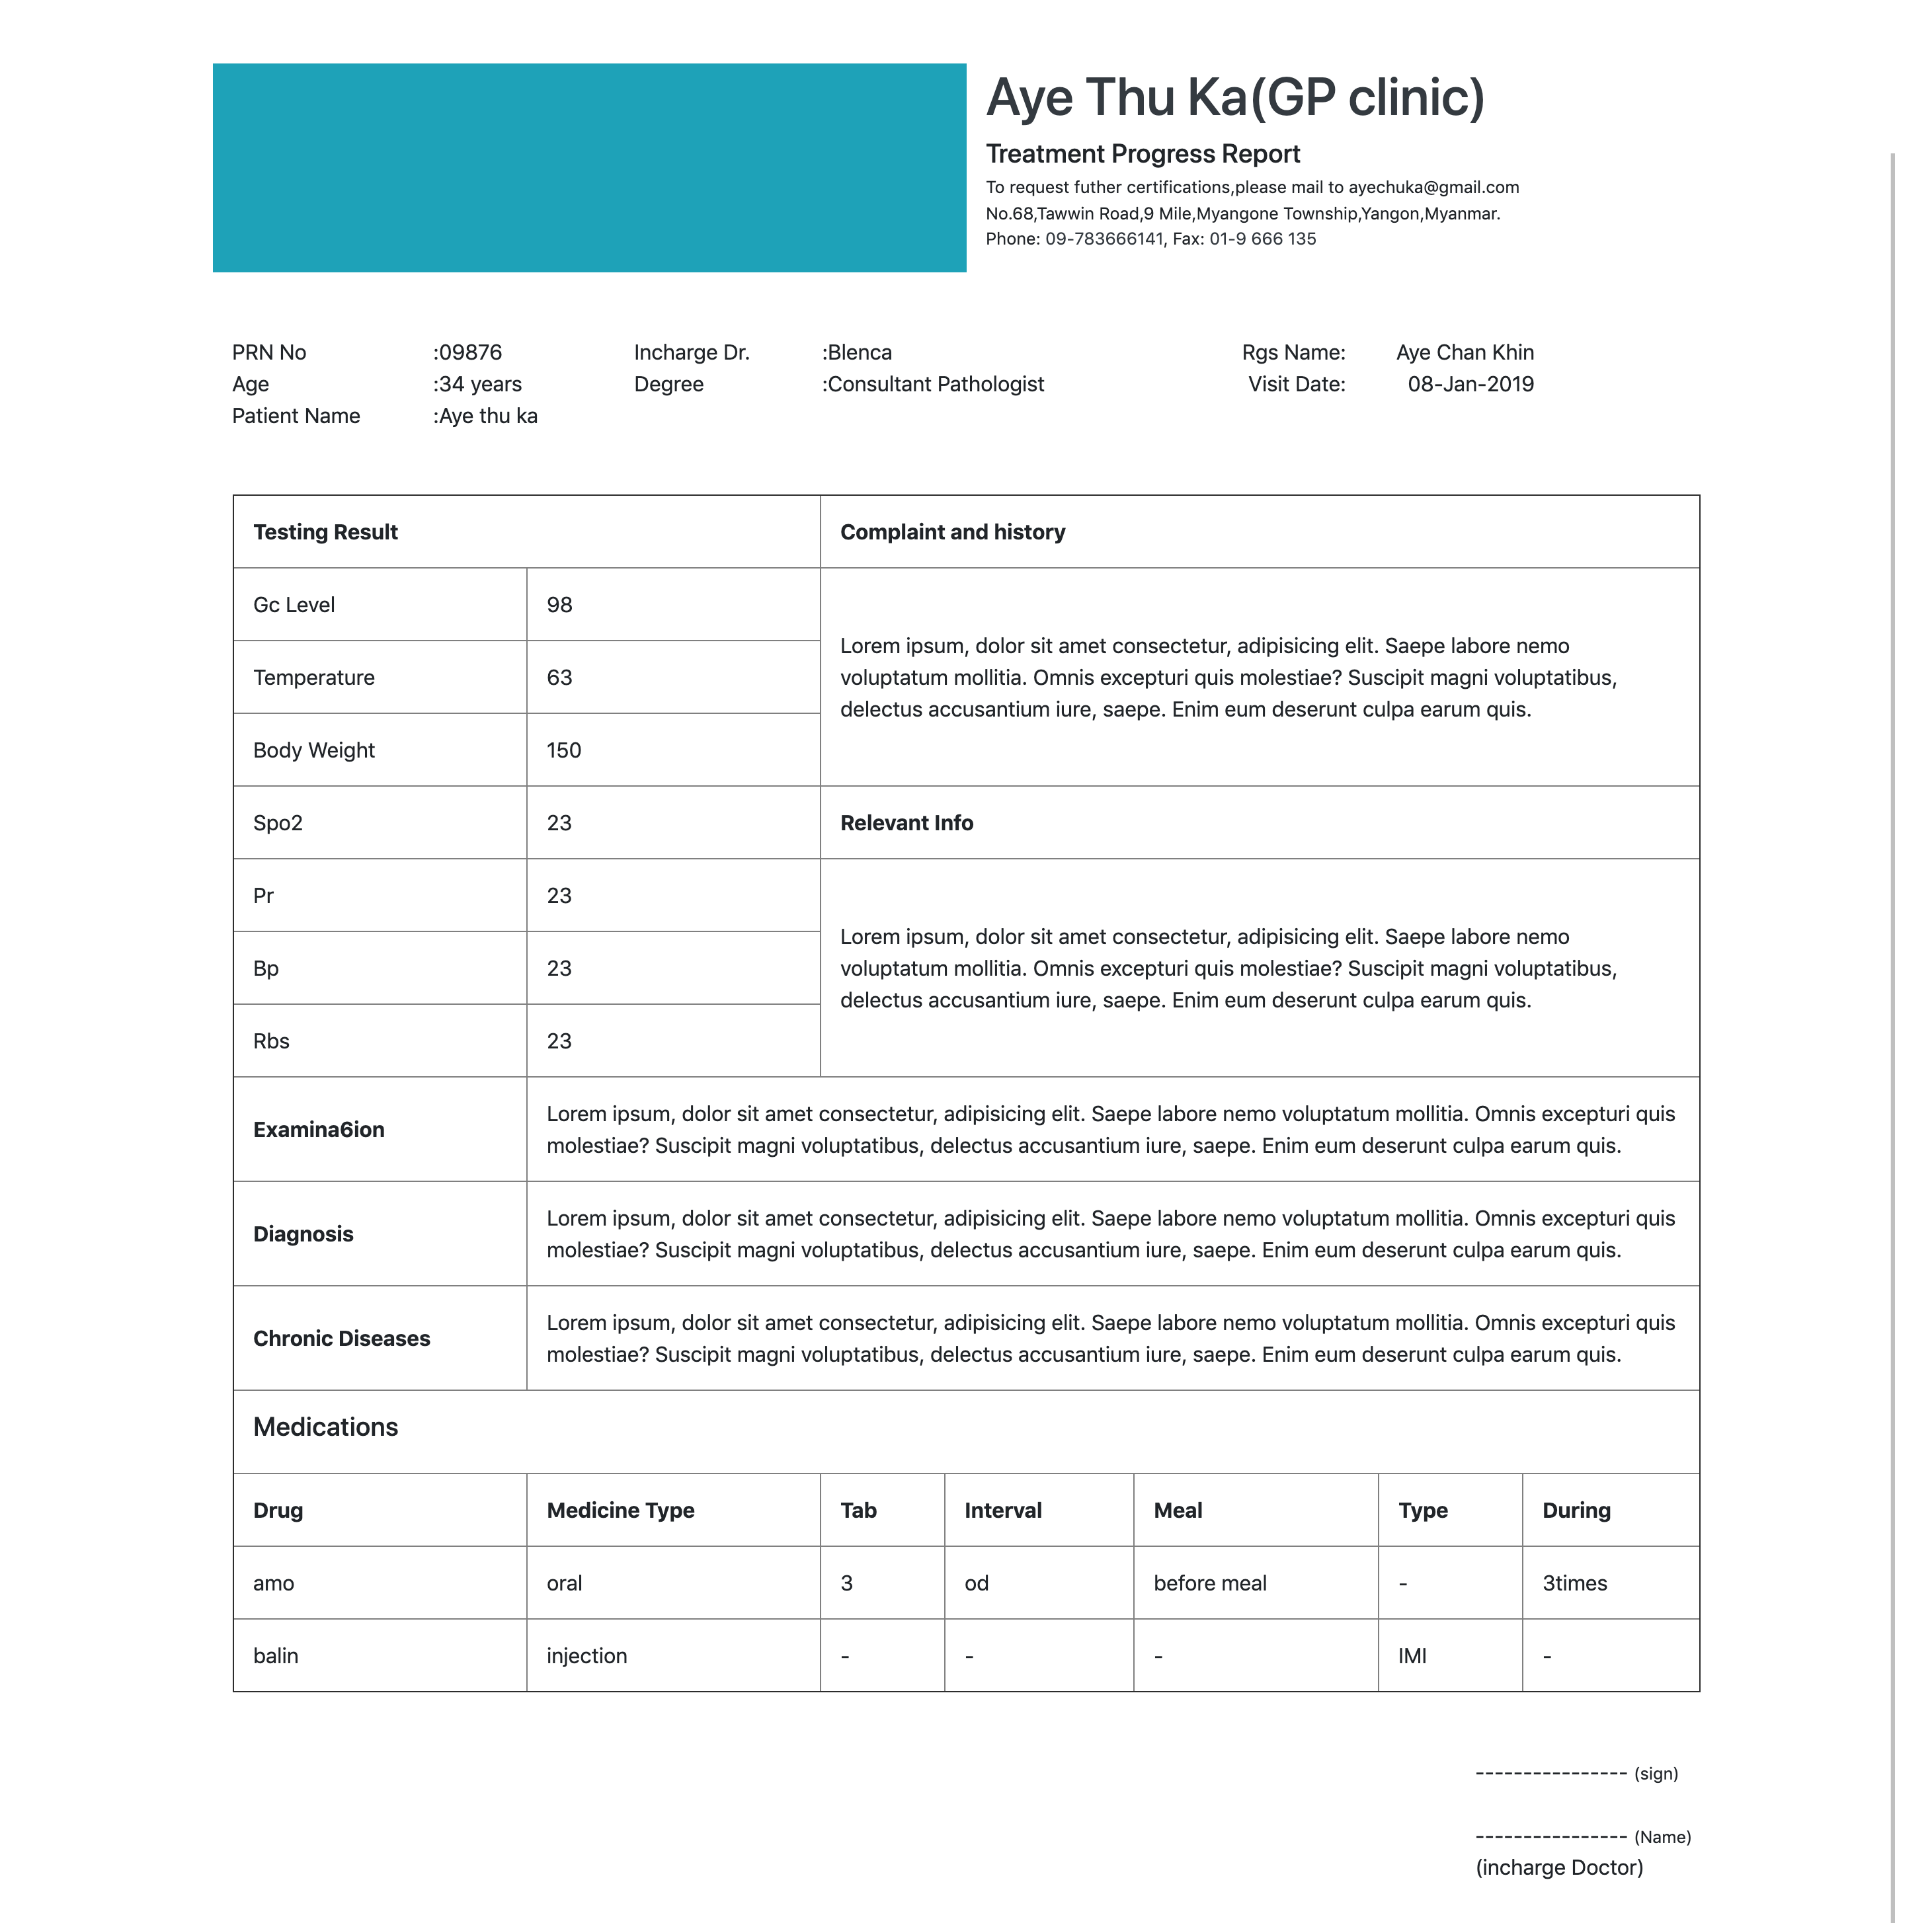 Aye Thu Ka(GP clinic)
Treatment Progress Report
To request futher certifications,please mail to ayechuka@gmail.com
No.68,Tawwin Road,9 Mile,Myangone Township,Yangon,Myanmar.
Phone: 09-783666141, Fax: 01-9 666 135
PRN No :09876 Incharge Dr. :Blenca Rgs Name: Aye Chan Khin
Age :34 years Degree :Consultant Pathologist Visit Date: 08-Jan-2019
Patient Name :Aye thu ka
Testing Result Complaint and history
Gc Level 98
Temperature 63
Body Weight 150
Lorem ipsum, dolor sit amet consectetur, adipisicing elit. Saepe labore nemo
voluptatum mollitia. Omnis excepturi quis molestiae? Suscipit magni voluptatibus,
delectus accusantium iure, saepe. Enim eum deserunt culpa earum quis.
Spo2 23 Relevant Info
Pr 23
Bp 23
Rbs 23
Lorem ipsum, dolor sit amet consectetur, adipisicing elit. Saepe labore nemo
voluptatum mollitia. Omnis excepturi quis molestiae? Suscipit magni voluptatibus,
delectus accusantium iure, saepe. Enim eum deserunt culpa earum quis.
Examina6ion
Lorem ipsum, dolor sit amet consectetur, adipisicing elit. Saepe labore nemo voluptatum mollitia. Omnis excepturi quis
molestiae? Suscipit magni voluptatibus, delectus accusantium iure, saepe. Enim eum deserunt culpa earum quis.
Diagnosis
Lorem ipsum, dolor sit amet consectetur, adipisicing elit. Saepe labore nemo voluptatum mollitia. Omnis excepturi quis
molestiae? Suscipit magni voluptatibus, delectus accusantium iure, saepe. Enim eum deserunt culpa earum quis.
Chronic Diseases
Lorem ipsum, dolor sit amet consectetur, adipisicing elit. Saepe labore nemo voluptatum mollitia. Omnis excepturi quis
molestiae? Suscipit magni voluptatibus, delectus accusantium iure, saepe. Enim eum deserunt culpa earum quis.
Medications
Drug Medicine Type Tab Interval Meal Type During
amo oral 3 od before meal - 3times
balin injection - - - IMI -
---------------- (sign)
---------------- (Name)
(incharge Doctor)